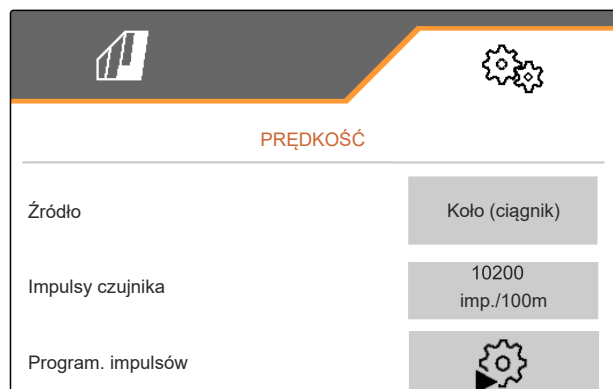 PRĘDKOŚĆ
Źródło
Koło (ciągnik)
Impulsy czujnika
10200
imp./100m
Program. impulsów